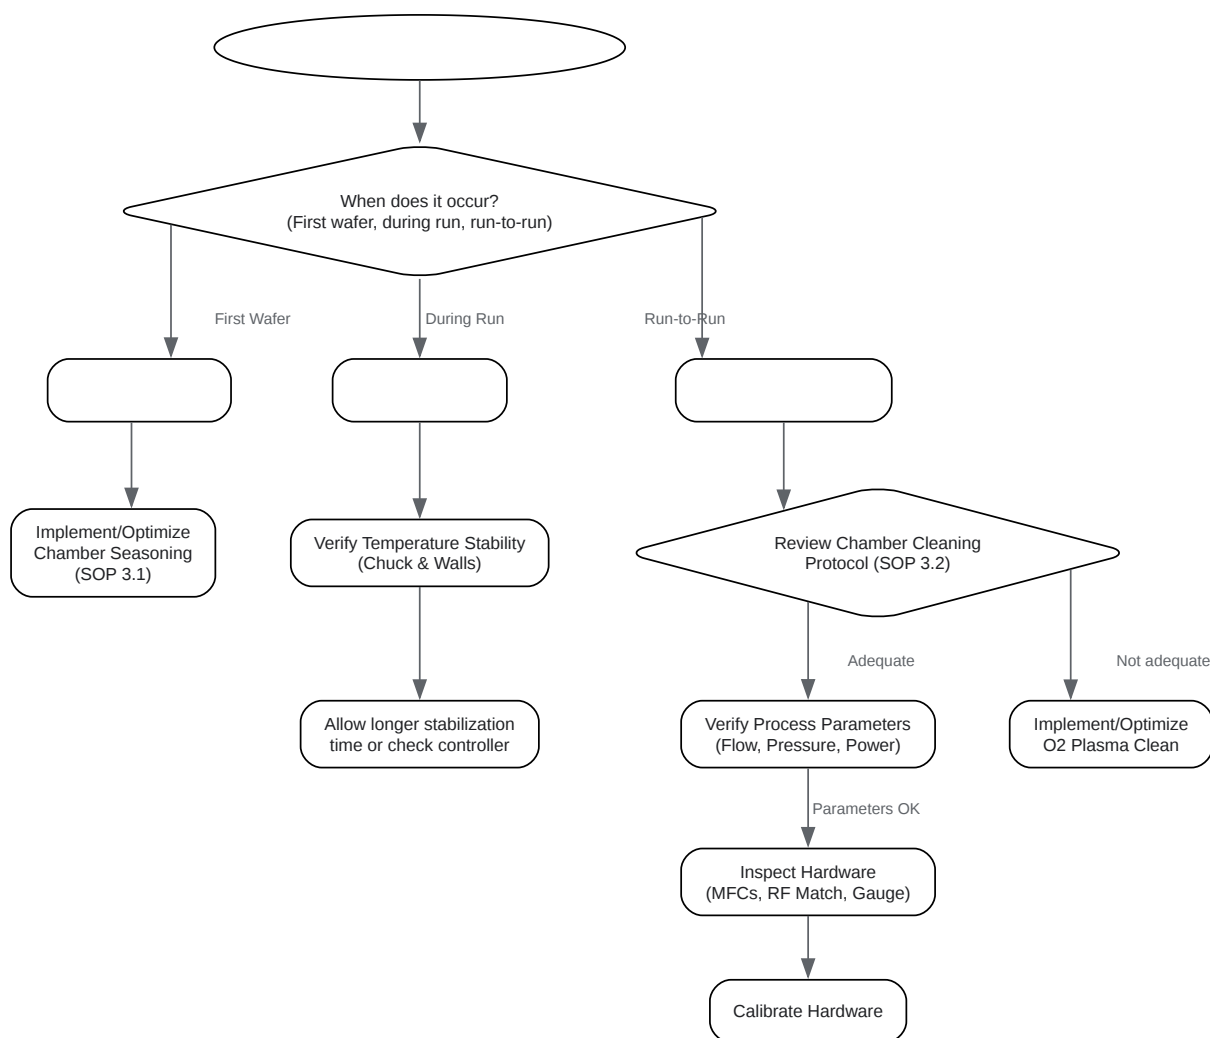 When does it occur?
(First wafer, during run, run-to-run)
First Wafer
During Run
Run-to-Run
Implement/Optimize
Chamber Seasoning
(SOP 3.1)
Verify Temperature Stability
(Chuck & Walls)
Review Chamber Cleaning
Protocol (SOP 3.2)
Adequate
Not adequate
Allow longer stabilization
time or check controller
Verify Process Parameters
(Flow, Pressure, Power)
Implement/Optimize
O2 Plasma Clean
Parameters OK
Inspect Hardware
(MFCs, RF Match, Gauge)
Calibrate Hardware